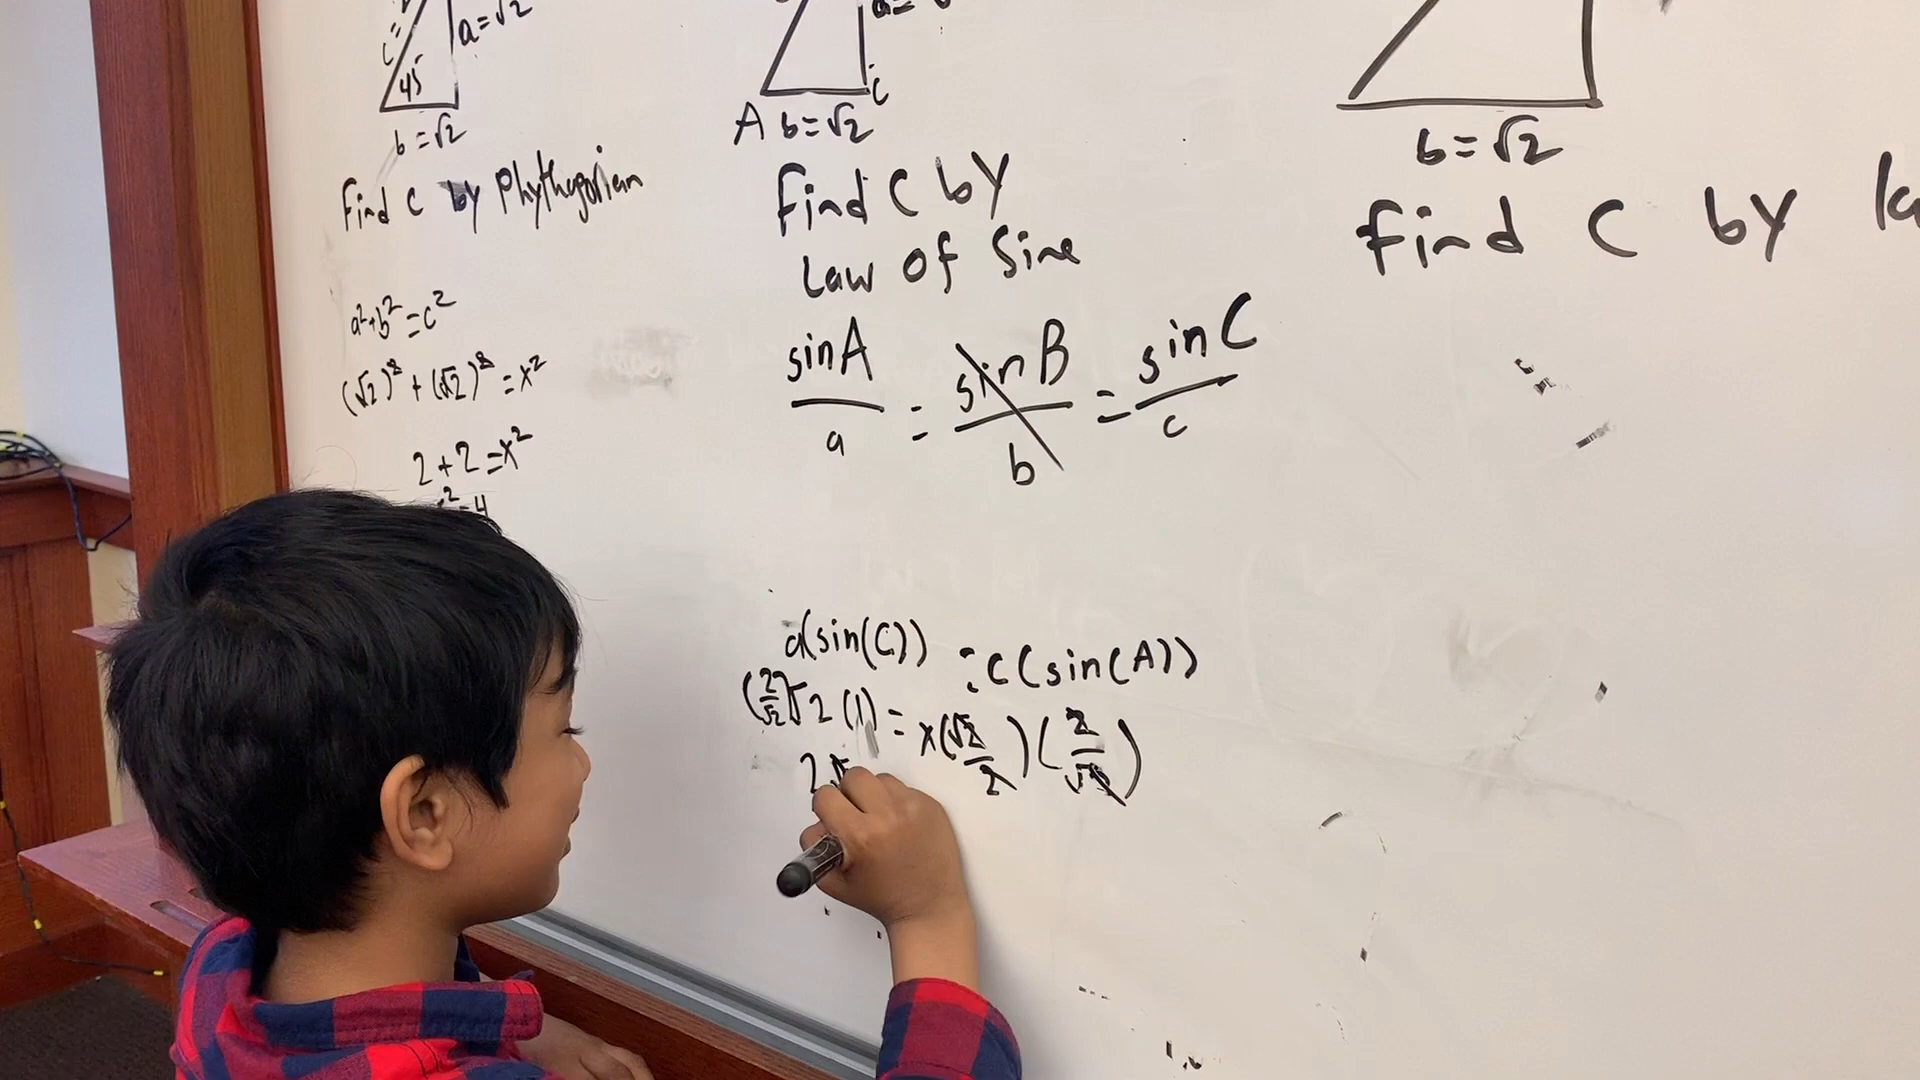 c=
a=√2
45
b=√2
Find C by Phythagorian
a²+b²=c²
(√2)²+(√2)²=x²
2+2=x²
x²=4
a=
C
A b=√2
Find C by
Law of Sine
sinA/a = sinB/b = sinC/c
a(sin(C)) = c(sin(A))
(2/√2)√2(1) = x(√2/2)(2/√2)
2√
b=√2
Find C by la